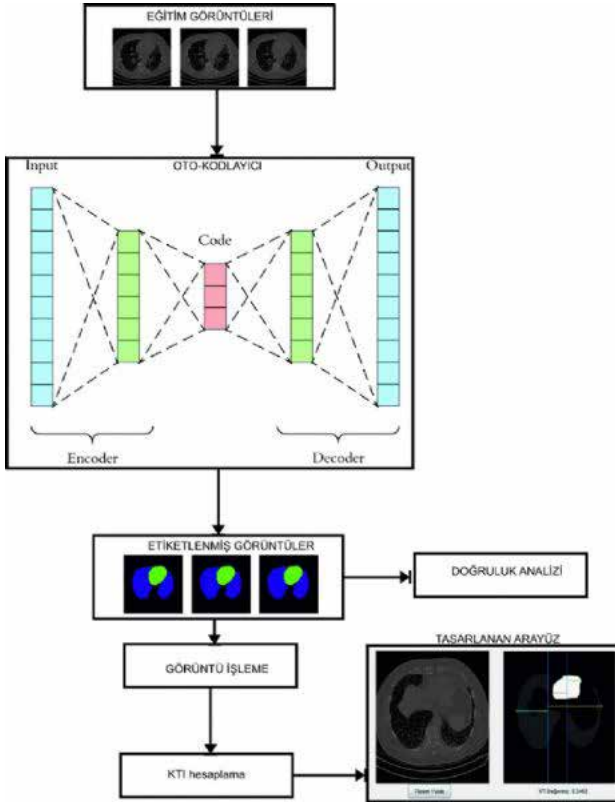 EĞİTİM GÖRÜNTÜLERİ
Input
OTO-KODLAYICI
Output
Code
Encoder
Decoder
ETİKETLENMİŞ GÖRÜNTÜLER
DOĞRULUK ANALİZİ
GÖRÜNTÜ İŞLEME
TASARLANAN ARAYÜZ
KTI hesaplama